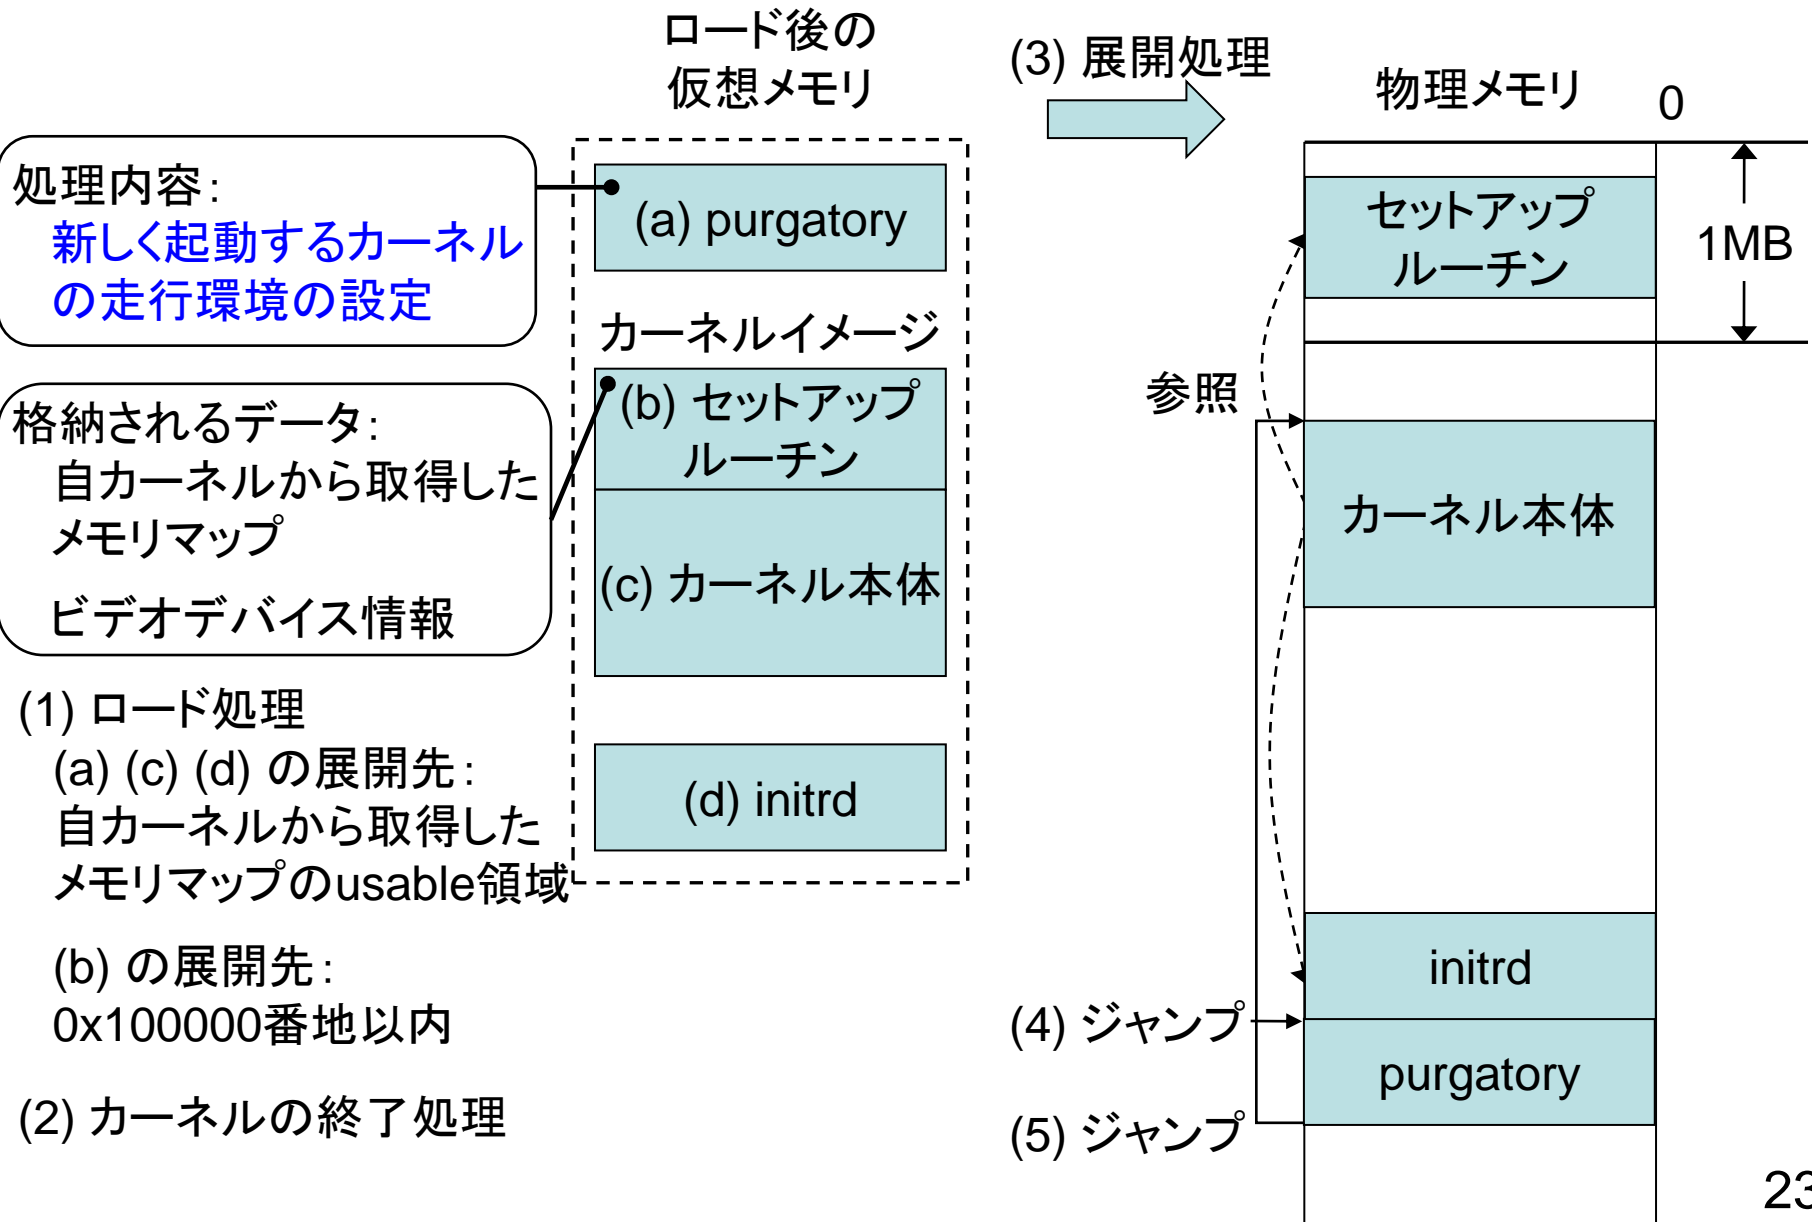 ロード後の
仮想メモリ
(3) 展開処理
物理メモリ
0
処理内容:
新しく起動するカーネル
の走行環境の設定
(a) purgatory
セットアップ
ルーチン
1MB
カーネルイメージ
格納されるデータ:
自カーネルから取得した
メモリマップ
ビデオデバイス情報
(b) セットアップ
ルーチン
(c) カーネル本体
参照
カーネル本体
(1) ロード処理
(a) (c) (d) の展開先:
自カーネルから取得した
メモリマップのusable領域
(d) initrd
(b) の展開先:
0x100000番地以内
initrd
(4) ジャンプ
purgatory
(2) カーネルの終了処理
(5) ジャンプ
23